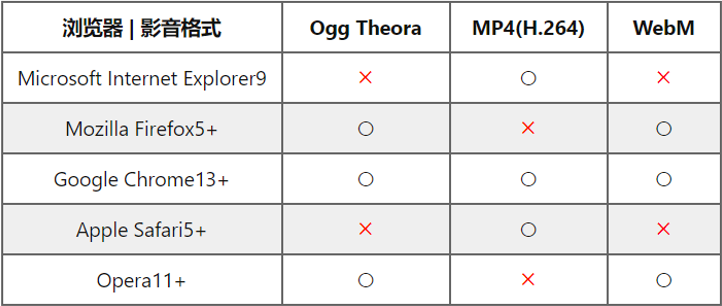 浏览器 | 影音格式 Ogg Theora MP4(H.264) WebM
Microsoft Internet Explorer9 × ○ ×
Mozilla Firefox5+ ○ × ○
Google Chrome13+ ○ ○ ○
Apple Safari5+ × ○ ×
Opera11+ ○ × ○